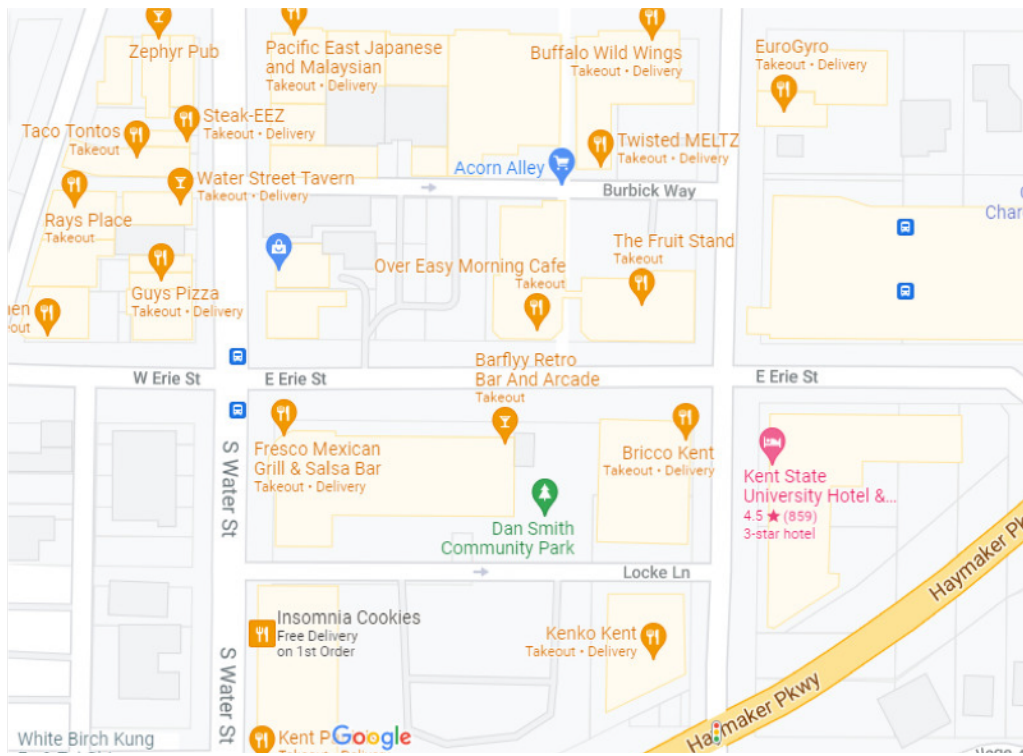 Zephyr Pub
Pacific East Japanese
and Malaysian
Takeout • Delivery
Buffalo Wild Wings
Takeout • Delivery
EuroGyro
Takeout • Delivery
Steak-EEZ
Takeout • Delivery
Taco Tontos
Takeout
Twisted MELTZ
Takeout • Delivery
Acorn Alley
Water Street Tavern
Takeout • Delivery
Burbick Way
Rays Place
Takeout
Char
The Fruit Stand
Takeout
Over Easy Morning Cafe
Takeout
Guys Pizza
Takeout • Delivery
nen
out
Barflyy Retro
Bar And Arcade
Takeout
W Erie St
E Erie St
E Erie St
S Water St
Fresco Mexican
Grill & Salsa Bar
Takeout • Delivery
Bricco Kent
Takeout • Delivery
Kent State
University Hotel &...
4.5 ★ (859)
3-star hotel
Dan Smith
Community Park
Locke Ln
Haymaker Pk
Insomnia Cookies
Free Delivery
on 1st Order
Kenko Kent
Takeout • Delivery
S Water St
Haymaker Pkwy
White Birch Kung
Kent P
Google